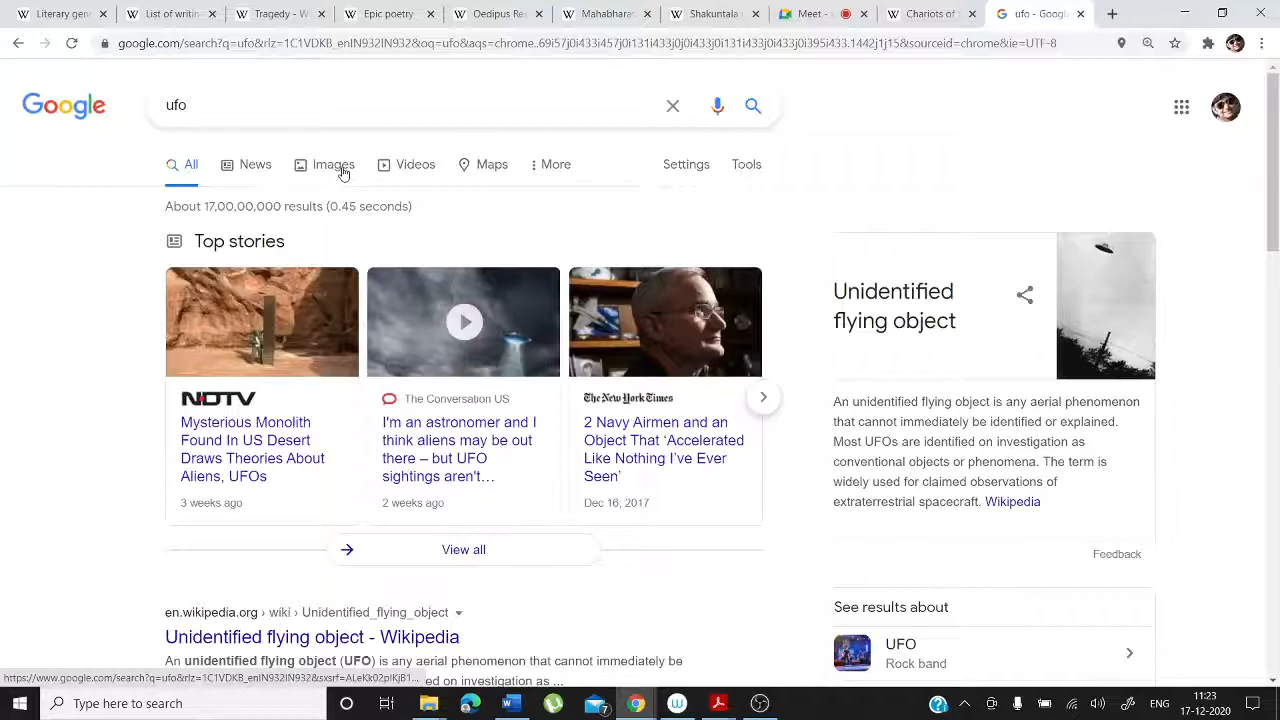 Literary gen
List of writin
Tragedy - W
Epic poetry
Oedipus Re
Mahabhara
Shakuntala
Meet -
Chariots of
ufo - Google
google.com/search?q=ufo&rlz=1C1VDKB_enIN932IN932&oq=ufo&aqs=chrome.
Google
ufo
All
News
Images
Videos
Maps
More
Settings
Tools
About 17,00,00,000 results (0.45 seconds)
Top stories
NDTV
Mysterious Monolith
Found In US Desert
Draws Theories About
Aliens, UFOs
3 weeks ago
The Conversation US
I'm an astronomer and I
think aliens may be out
there – but UFO
sightings aren't…
2 weeks ago
The New York Times
2 Navy Airmen and an
Object That ‘Accelerated
Like Nothing I’ve Ever
Seen’
Dec 16, 2017
View all
Unidentified
flying object
An unidentified flying object is any aerial phenomenon
that cannot immediately be identified or explained.
Most UFOs are identified on investigation as
conventional objects or phenomena. The term is
widely used for claimed observations of
extraterrestrial spacecraft. Wikipedia
Feedback
See results about
UFO
Rock band
en.wikipedia.org › wiki › Unidentified_flying_object
Unidentified flying object - Wikipedia
An unidentified flying object (UFO) is any aerial phenomenon that cannot immediately be
ed on investigation as ...
Type here to search
7
ENG
11:23
17-12-2020